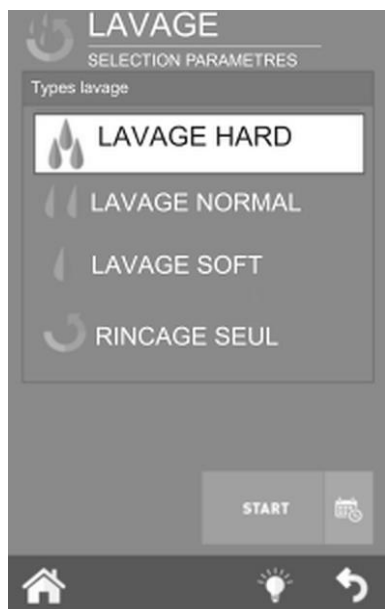 LAVAGE
SELECTION PARAMETRES
Types lavage
LAVAGE HARD
LAVAGE NORMAL
LAVAGE SOFT
RINCAGE SEUL
START